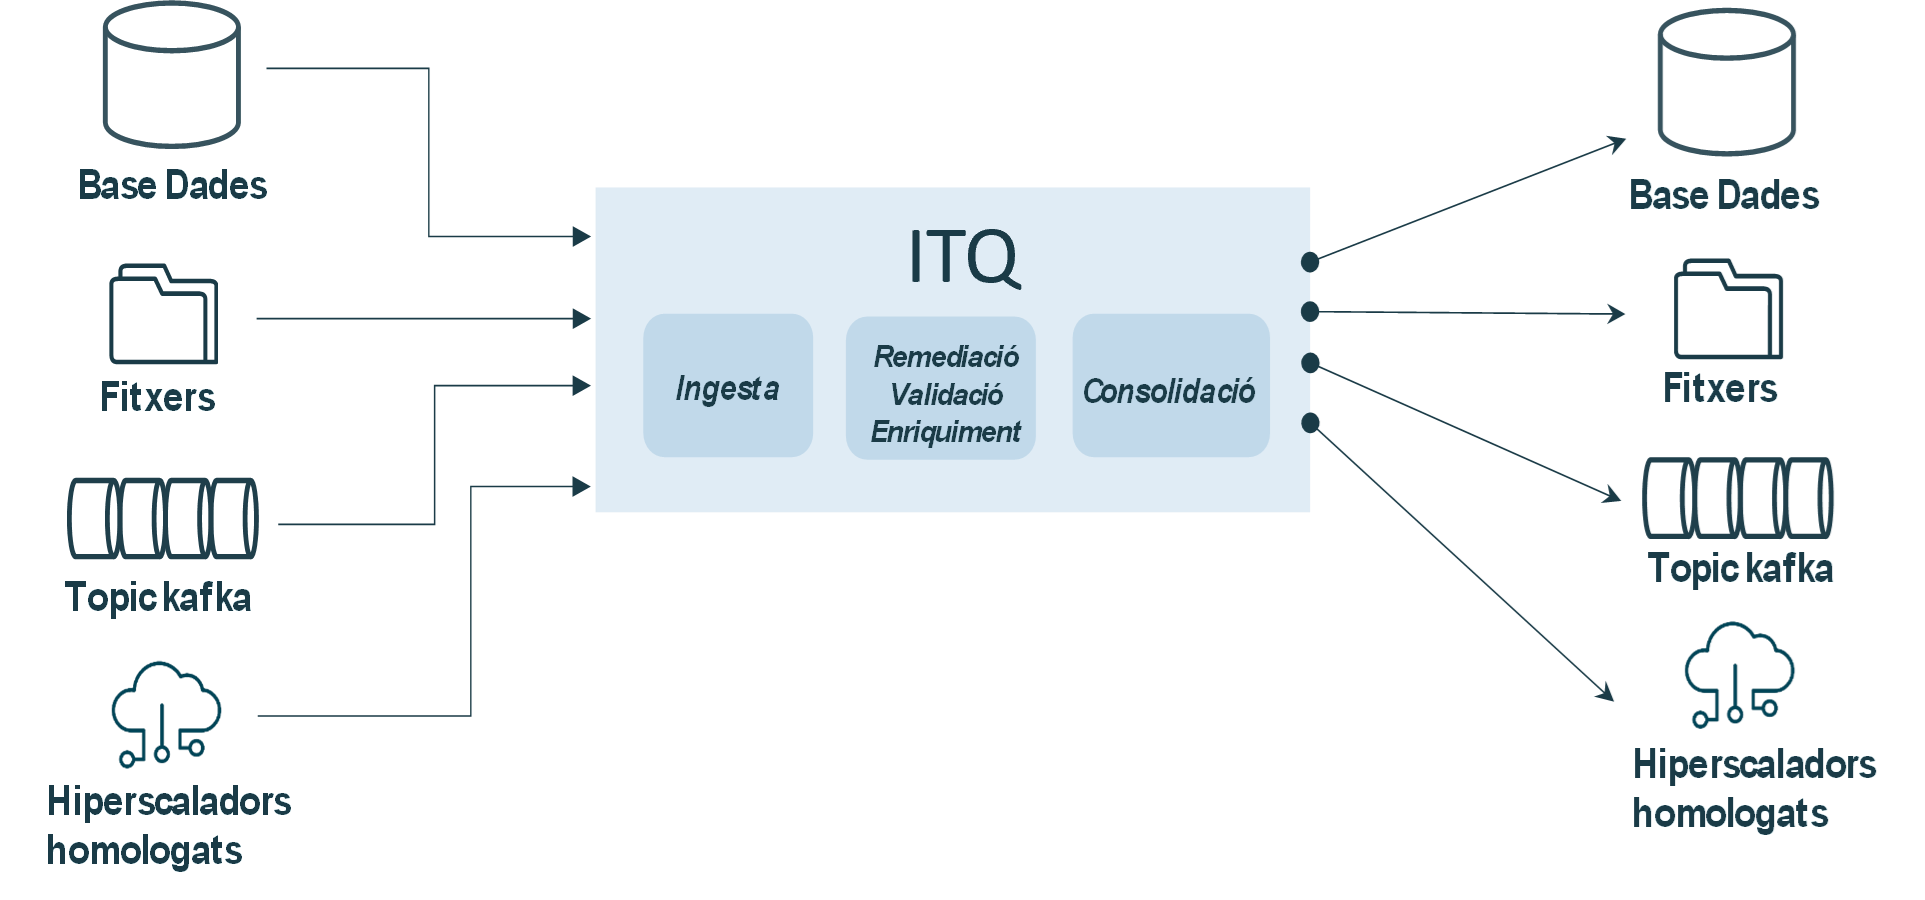 Base Dades
Fitxers
Topic kafka
Hiperscaladors
homologats
ITQ
Ingesta
Remediació
Validació
Enriquiment
Consolidació
Base Dades
Fitxers
Topic kafka
Hiperscaladors
homologats